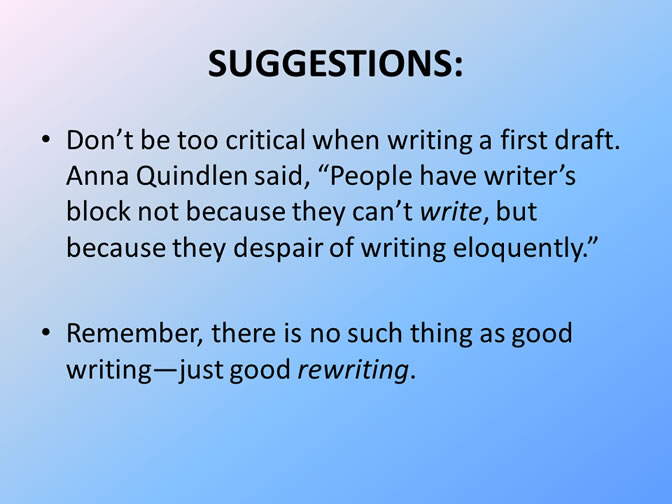 SUGGESTIONS:
• Don’t be too critical when writing a first draft.
Anna Quindlen said, “People have writer’s
block not because they can’t write, but
because they despair of writing eloquently.”
• Remember, there is no such thing as good
writing—just good rewriting.